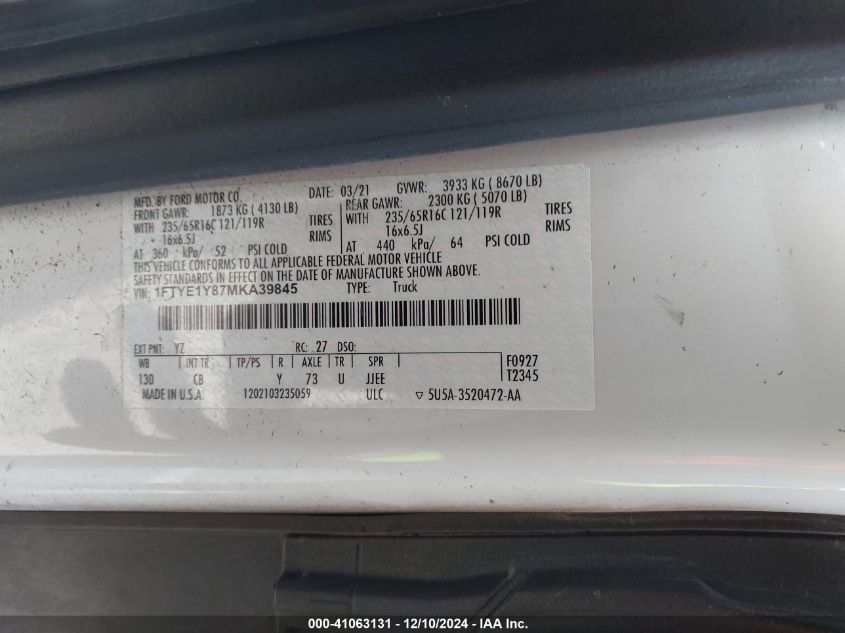 MFD. BY FORD MOTOR CO. DATE: 03/21 GVWR: 3933 KG ( 8670 LB)
FRONT GAWR: 1873 KG ( 4130 LB) REAR GAWR: 2300 KG ( 5070 LB)
WITH 235/65R16C 121/119R TIRES WITH 235/65R16C 121/119R TIRES
16x6.5J RIMS 16x6.5J RIMS
AT 360 kPa/ 52 PSI COLD AT 440 kPa/ 64 PSI COLD
THIS VEHICLE CONFORMS TO ALL APPLICABLE FEDERAL MOTOR VEHICLE
SAFETY STANDARDS IN EFFECT ON THE DATE OF MANUFACTURE SHOWN ABOVE.
VIN: 1FTYE1Y87MKA39845 TYPE: Truck
EXT PNT: YZ RC: 27 DSO:
WB INT TR TP/PS R AXLE TR SPR F0927
130 CB Y 73 U JJEE T2345
MADE IN U.S.A. 1202103235059 ULC ▽ 5U5A-3520472-AA
000-41063131 - 12/10/2024 - IAA Inc.